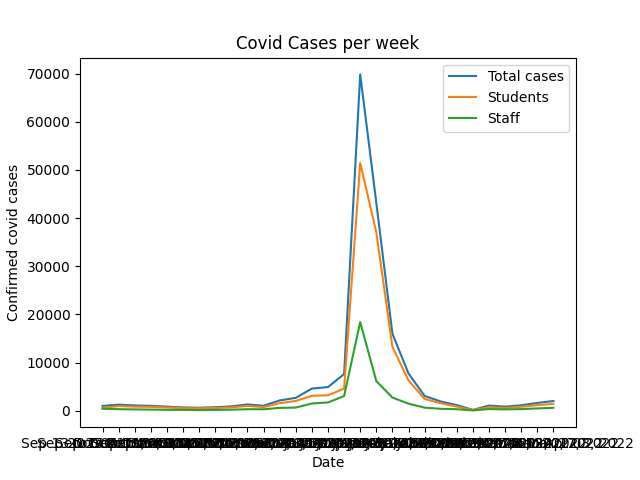 Covid Cases per week
Total cases
Students
Staff
Confirmed covid cases
70000
60000
50000
40000
30000
20000
10000
0
Date